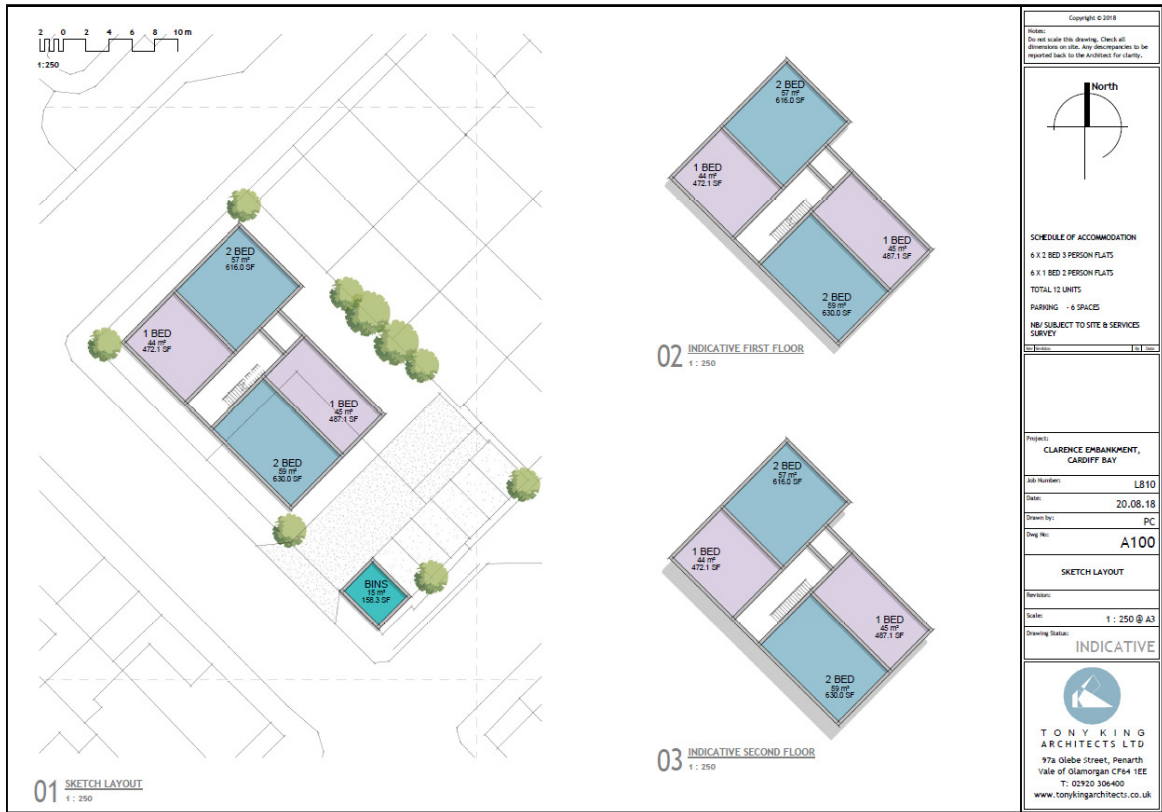 2 0 2 4 6 8 10 m
1:250
2 BED
57 m²
616.0 SF
1 BED
44 m²
472.1 SF
1 BED
45 m²
487.1 SF
2 BED
59 m²
630.0 SF
BINS
15 m²
158.3 SF
01 SKETCH LAYOUT
1 : 250
2 BED
57 m²
616.0 SF
1 BED
44 m²
472.1 SF
1 BED
45 m²
487.1 SF
2 BED
59 m²
630.0 SF
02 INDICATIVE FIRST FLOOR
1 : 250
2 BED
57 m²
616.0 SF
1 BED
44 m²
472.1 SF
1 BED
45 m²
487.1 SF
2 BED
59 m²
630.0 SF
03 INDICATIVE SECOND FLOOR
1 : 250
Copyright © 2018
Notes:
Do not scale this drawing. Check all
dimensions on site. Any descrepancies to be
reported back to the Architect for clarity.
North
SCHEDULE OF ACCOMMODATION
6 X 2 BED 3 PERSON FLATS
6 X 1 BED 2 PERSON FLATS
TOTAL 12 UNITS
PARKING - 6 SPACES
NB/ SUBJECT TO SITE & SERVICES
SURVEY
Project:
CLARENCE EMBANKMENT,
CARDIFF BAY
Job Number: L810
Date: 20.08.18
Drawn by: PC
Dwg No: A100
SKETCH LAYOUT
Revision:
Scale: 1 : 250 @ A3
Drawing Status:
INDICATIVE
TONY KING
ARCHITECTS LTD
97a Glebe Street, Penarth
Vale of Glamorgan CF64 1EE
T: 02920 306400
www.tonykingarchitects.co.uk